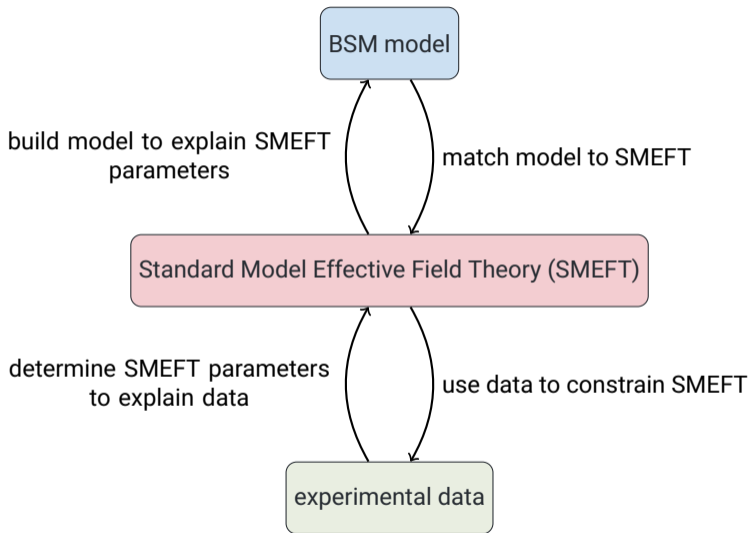 BSM model
build model to explain SMEFT
parameters
match model to SMEFT
Standard Model Effective Field Theory (SMEFT)
determine SMEFT parameters
to explain data
use data to constrain SMEFT
experimental data